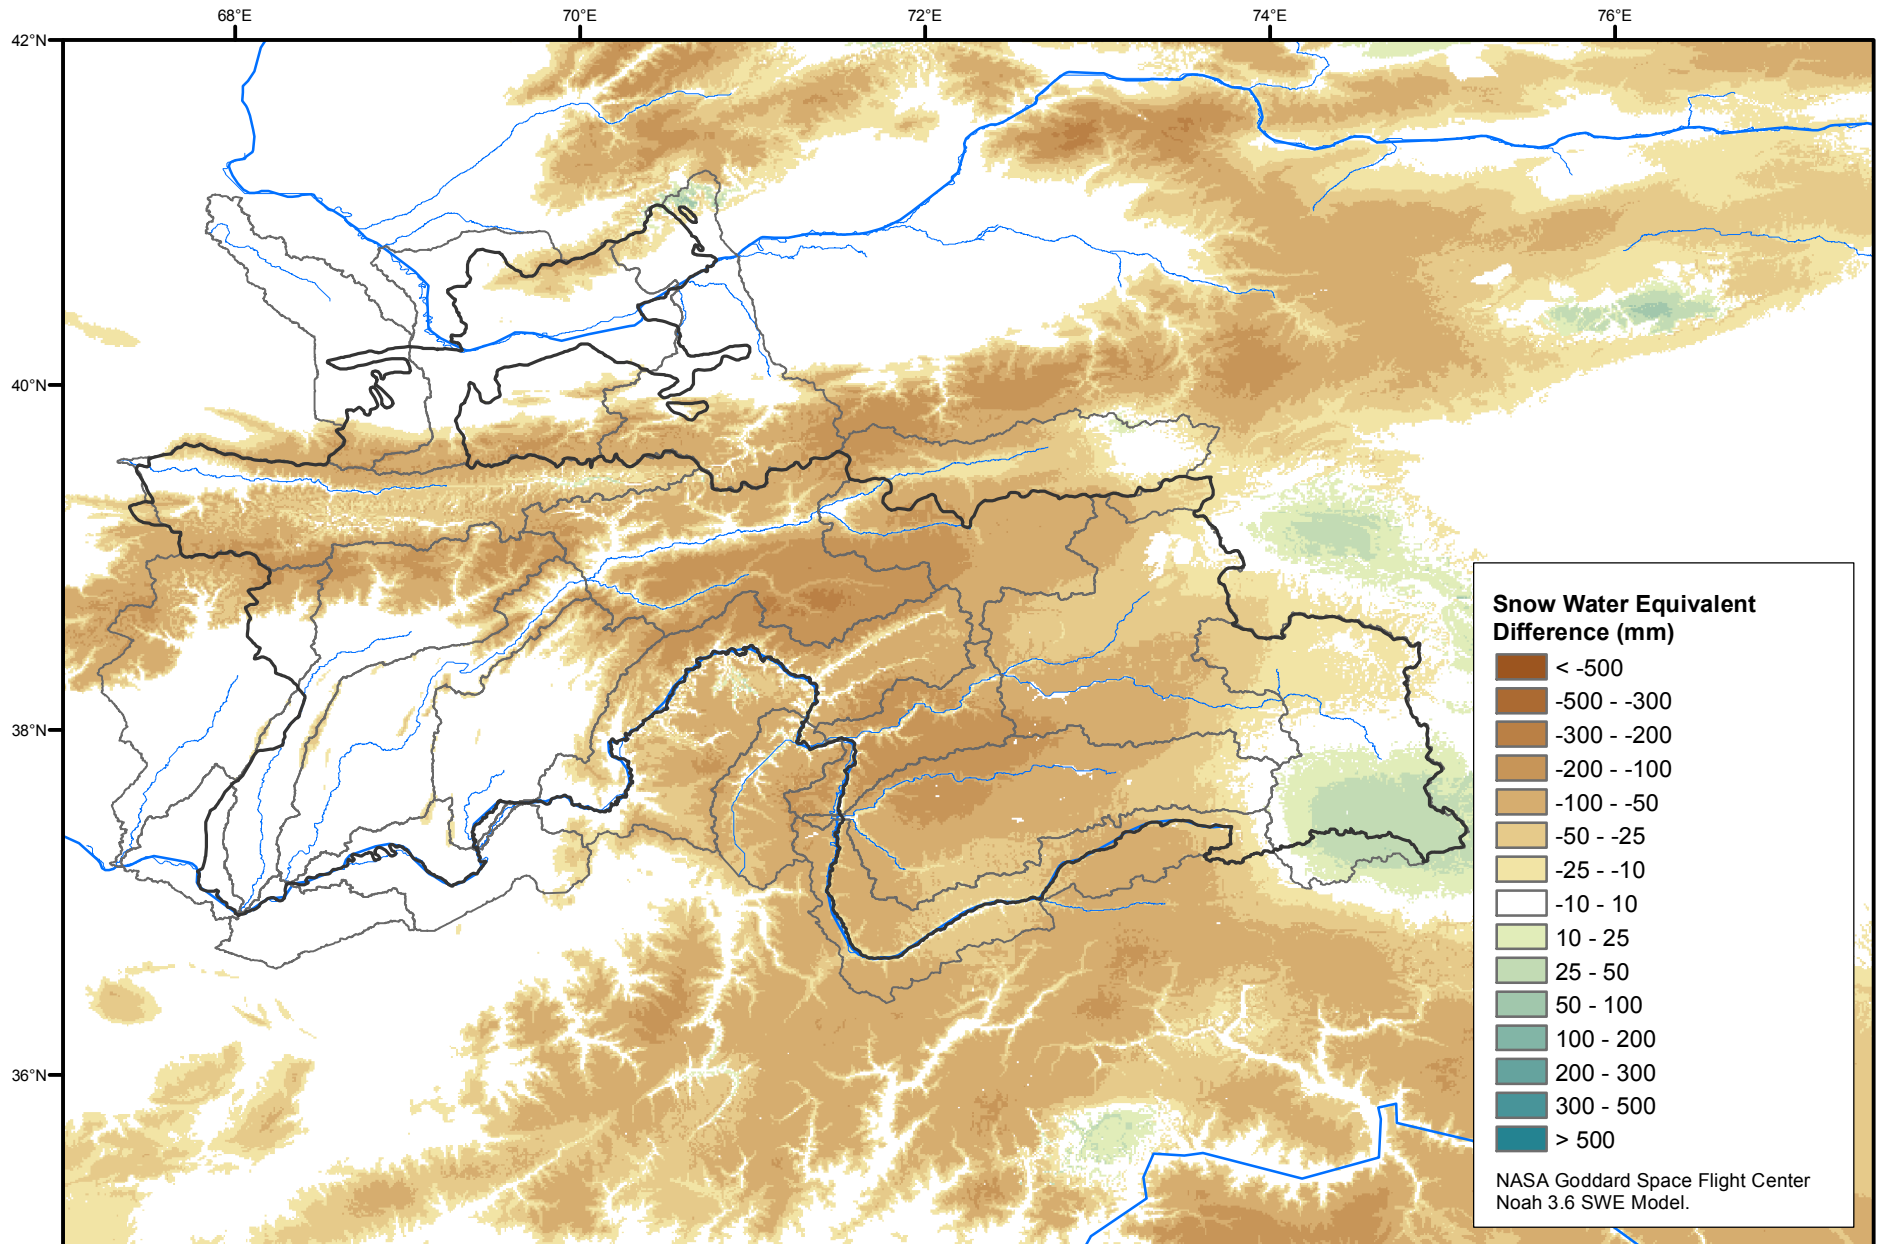 68°E
70°E
72°E
74°E
76°E
42°N
40°N
38°N
36°N
Snow Water Equivalent
Difference (mm)
< -500
-500 - -300
-300 - -200
-200 - -100
-100 - -50
-50 - -25
-25 - -10
-10 - 10
10 - 25
25 - 50
50 - 100
100 - 200
200 - 300
300 - 500
> 500
NASA Goddard Space Flight Center
Noah 3.6 SWE Model.